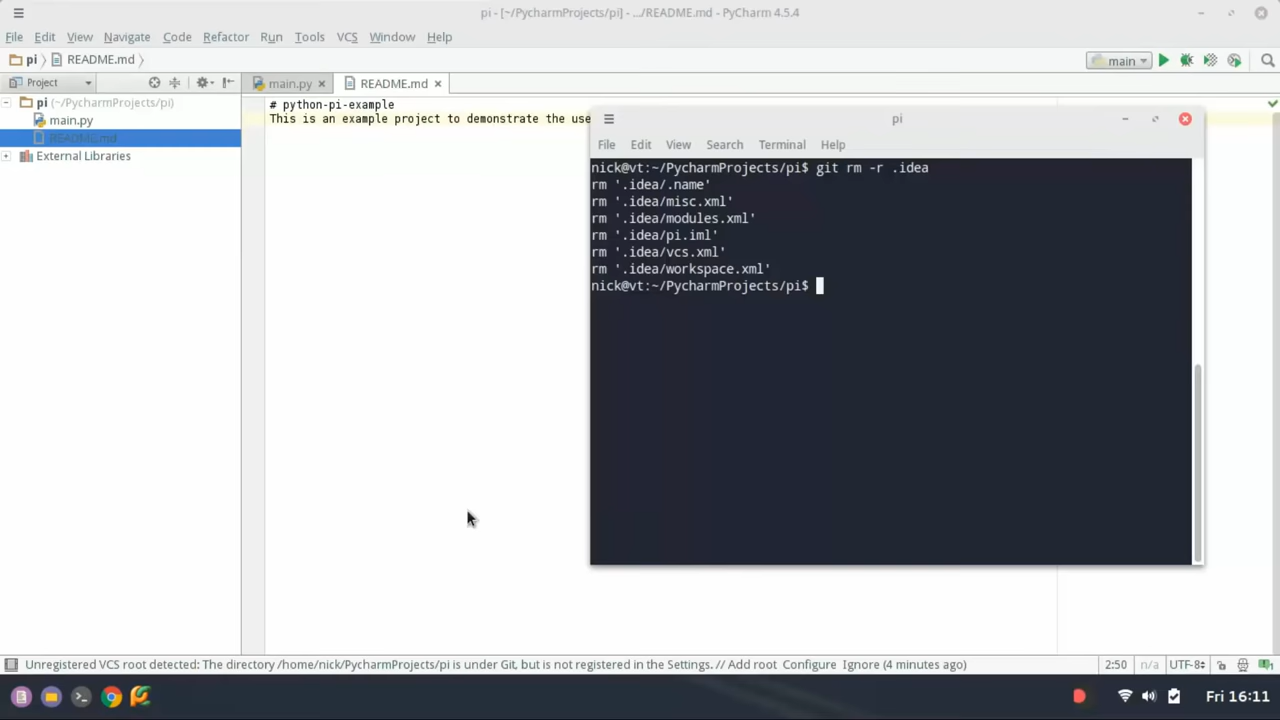 pi - [~/PycharmProjects/pi] - .../README.md - PyCharm 4.5.4
File Edit View Navigate Code Refactor Run Tools VCS Window Help
pi README.md main
Project main.py README.md
pi (~/PycharmProjects/pi)
main.py
README.md
External Libraries
# python-pi-example
This is an example project to demonstrate the use
pi
File Edit View Search Terminal Help
nick@vt:~/PycharmProjects/pi$ git rm -r .idea
rm '.idea/.name'
rm '.idea/misc.xml'
rm '.idea/modules.xml'
rm '.idea/pi.iml'
rm '.idea/vcs.xml'
rm '.idea/workspace.xml'
nick@vt:~/PycharmProjects/pi$
Unregistered VCS root detected: The directory /home/nick/PycharmProjects/pi is under Git, but is not registered in the Settings. // Add root Configure Ignore (4 minutes ago) 2:50 n/a UTF-8
Fri 16:11